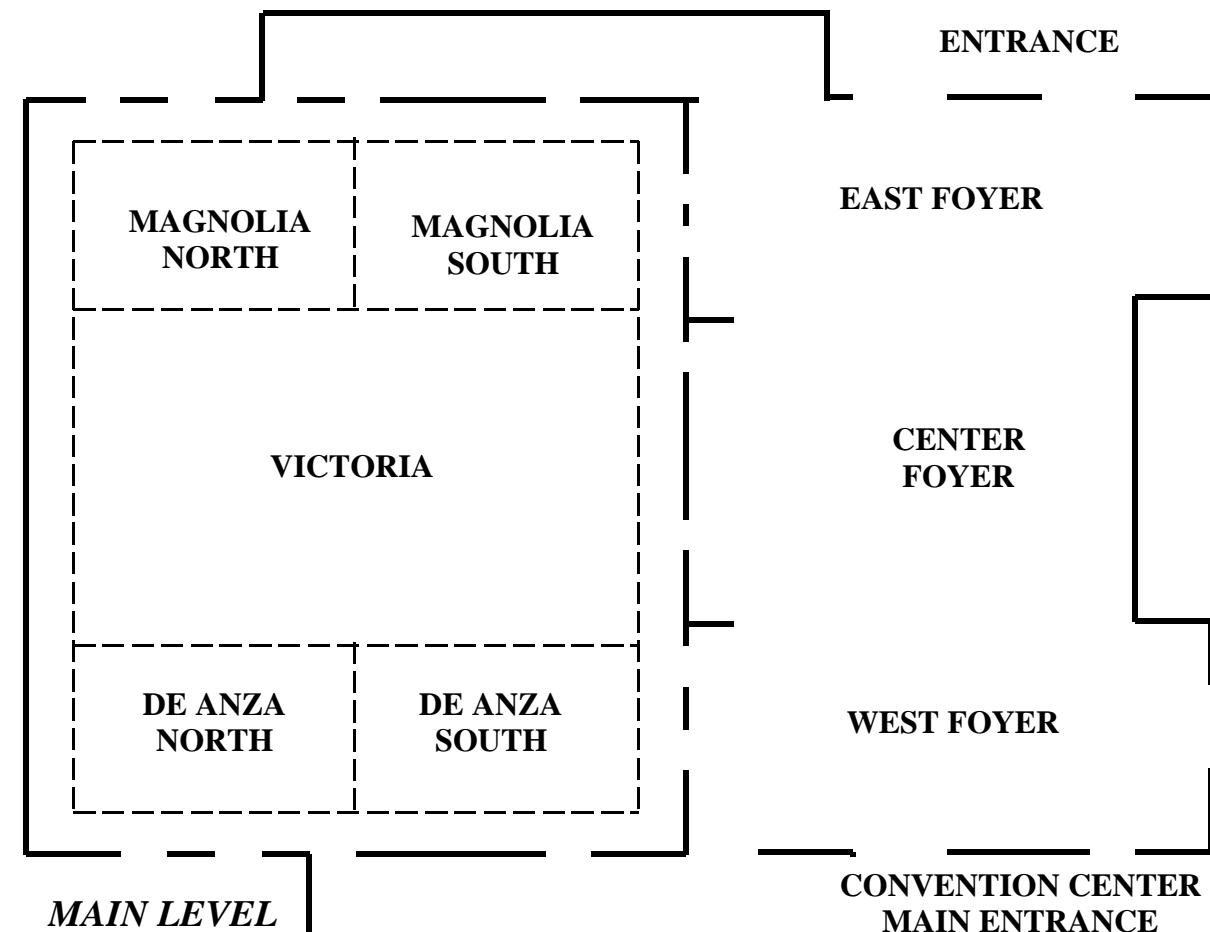 ENTRANCE
EAST FOYER
MAGNOLIA
NORTH
MAGNOLIA
SOUTH
CENTER
FOYER
VICTORIA
DE ANZA
NORTH
DE ANZA
SOUTH
WEST FOYER
CONVENTION CENTER
MAIN ENTRANCE
MAIN LEVEL